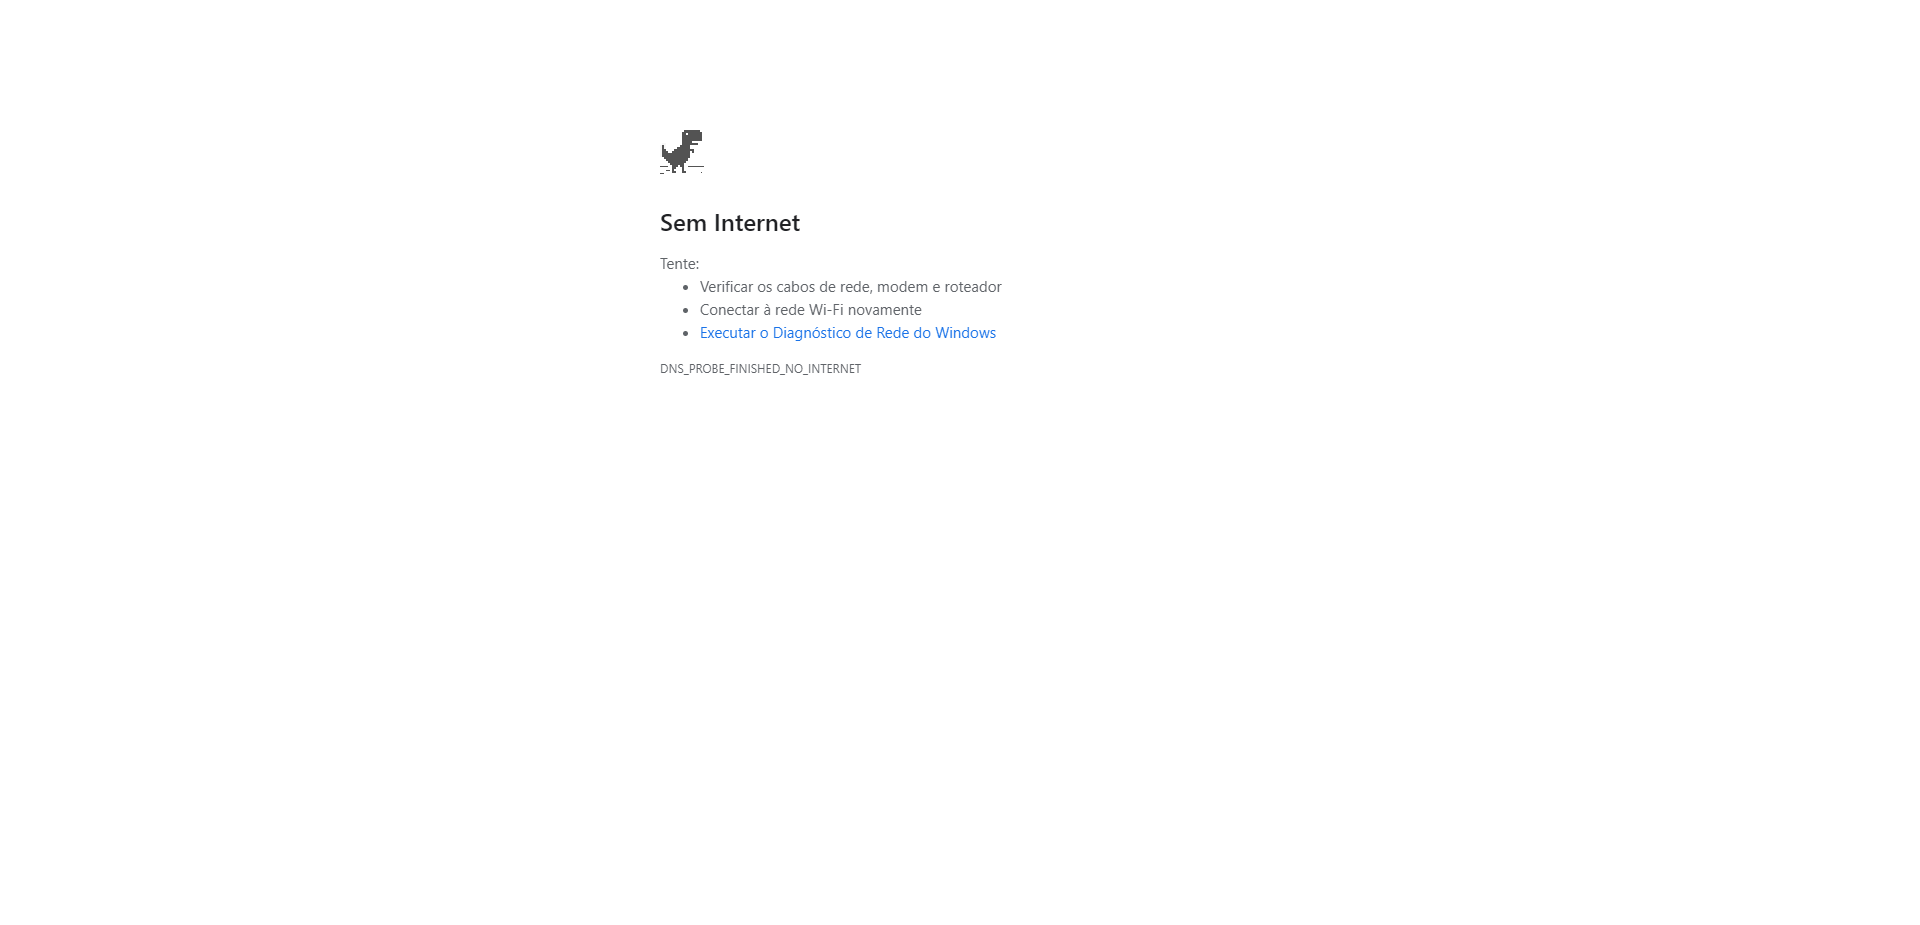 Sem Internet
Tente:
• Verificar os cabos de rede, modem e roteador
• Conectar à rede Wi-Fi novamente
• Executar o Diagnóstico de Rede do Windows
DNS_PROBE_FINISHED_NO_INTERNET